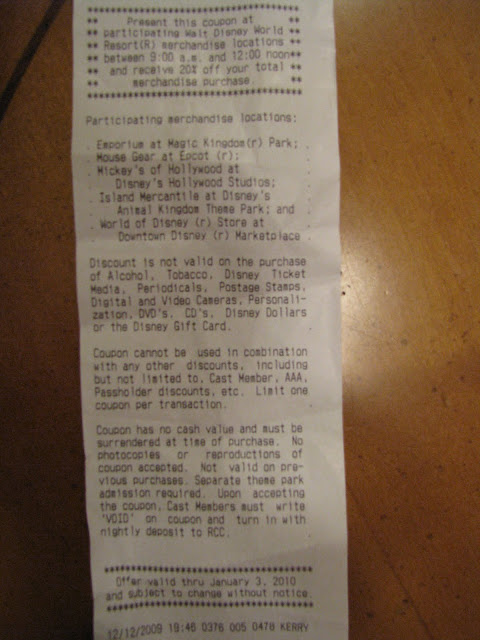 ************************************
** Present this coupon at **
** participating Walt Disney World **
** Resort(R) merchandise locations **
** between 9:00 a.m. and 12:00 noon**
** and receive 20% off your total **
** merchandise purchase. **
************************************
Participating merchandise locations:
. Emporium at Magic Kingdom(r) Park; .
. Mouse Gear at Epcot (r); .
. Mickey's of Hollywood at .
. Disney's Hollywood Studios; .
. Island Mercantile at Disney's .
. Animal Kingdom Theme Park; and .
. World of Disney (r) Store at .
. Downtown Disney (r) Marketplace .
Discount is not valid on the purchase
of Alcohol, Tobacco, Disney Ticket
Media, Periodicals, Postage Stamps,
Digital and Video Cameras, Personali-
zation, DVD's, CD's, Disney Dollars
or the Disney Gift Card.
Coupon cannot be used in combination
with any other discounts, including
but not limited to, Cast Member, AAA,
Passholder discounts, etc. Limit one
coupon per transaction.
Coupon has no cash value and must be
surrendered at time of purchase. No
photocopies or reproductions of
coupon accepted. Not valid on pre-
vious purchases. Separate theme park
admission required. Upon accepting
the coupon, Cast Members must write
'VOID' on coupon and turn in with
nightly deposit to RCC.
************************************
Offer valid thru January 3, 2010
and subject to change without notice.
************************************
12/12/2009 19:46 0376 005 0478 KERRY